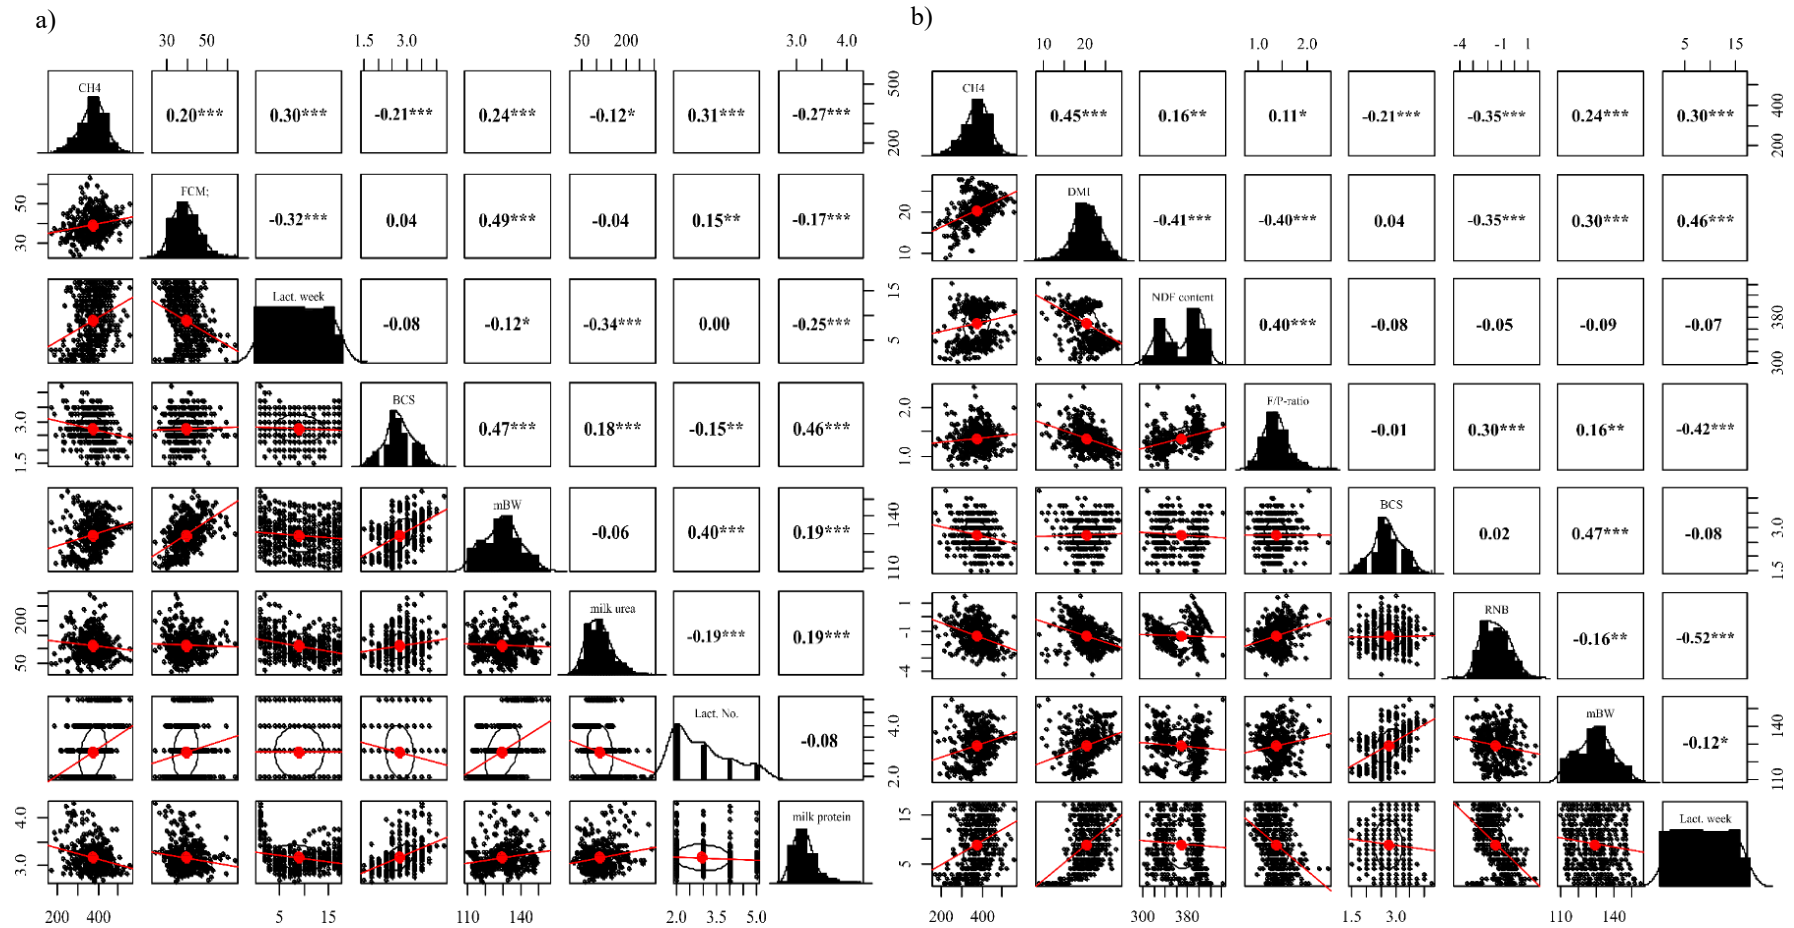 a)
b)
30 50 1.5 3.0 50 200 3.0 4.0
10 20 1.0 2.0 -4 -1 1 5 15
CH4 0.20*** 0.30*** -0.21*** 0.24*** -0.12* 0.31*** -0.27*** 200 500
CH4 0.45*** 0.16** 0.11* -0.21*** -0.35*** 0.24*** 0.30*** 200 400
30 50 FCM; -0.32*** 0.04 0.49*** -0.04 0.15** -0.17***
10 20 DMI -0.41*** -0.40*** 0.04 -0.35*** 0.30*** 0.46***
Lact. week -0.08 -0.12* -0.34*** 0.00 -0.25*** 5 15
NDF content 0.40*** -0.08 -0.05 -0.09 -0.07 300 380
1.5 3.0 BCS 0.47*** 0.18*** -0.15** 0.46***
1.0 2.0 F/P-ratio -0.01 0.30*** 0.16** -0.42***
mBW -0.06 0.40*** 0.19*** 110 140
BCS 0.02 0.47*** -0.08 1.5 3.0
50 200 milk urea -0.19*** 0.19***
-4 -1 1 RNB -0.16** -0.52***
Lact. No. -0.08 2.0 4.0
mBW -0.12* 110 140
3.0 4.0 milk protein
5 15 Lact. week
200 400 5 15 110 140 2.0 3.5 5.0
200 400 300 380 1.5 3.0 110 140